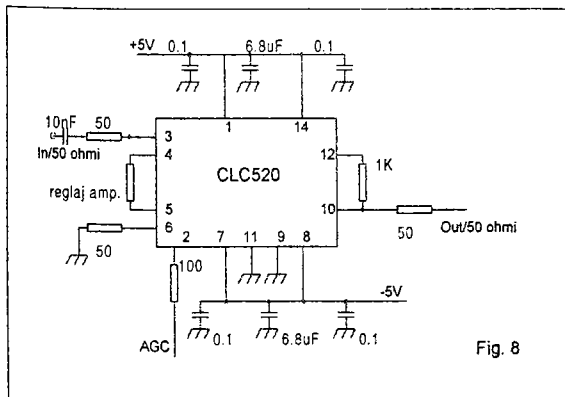 +5V
0.1
6.8uF
0.1
10nF
50
In/50 ohmi
3
1
14
4
12
CLC520
1K
reglaj amp.
5
10
6
50
Out/50 ohmi
2
7
11
9
8
50
100
-5V
0.1
6.8uF
0.1
AGC
Fig. 8